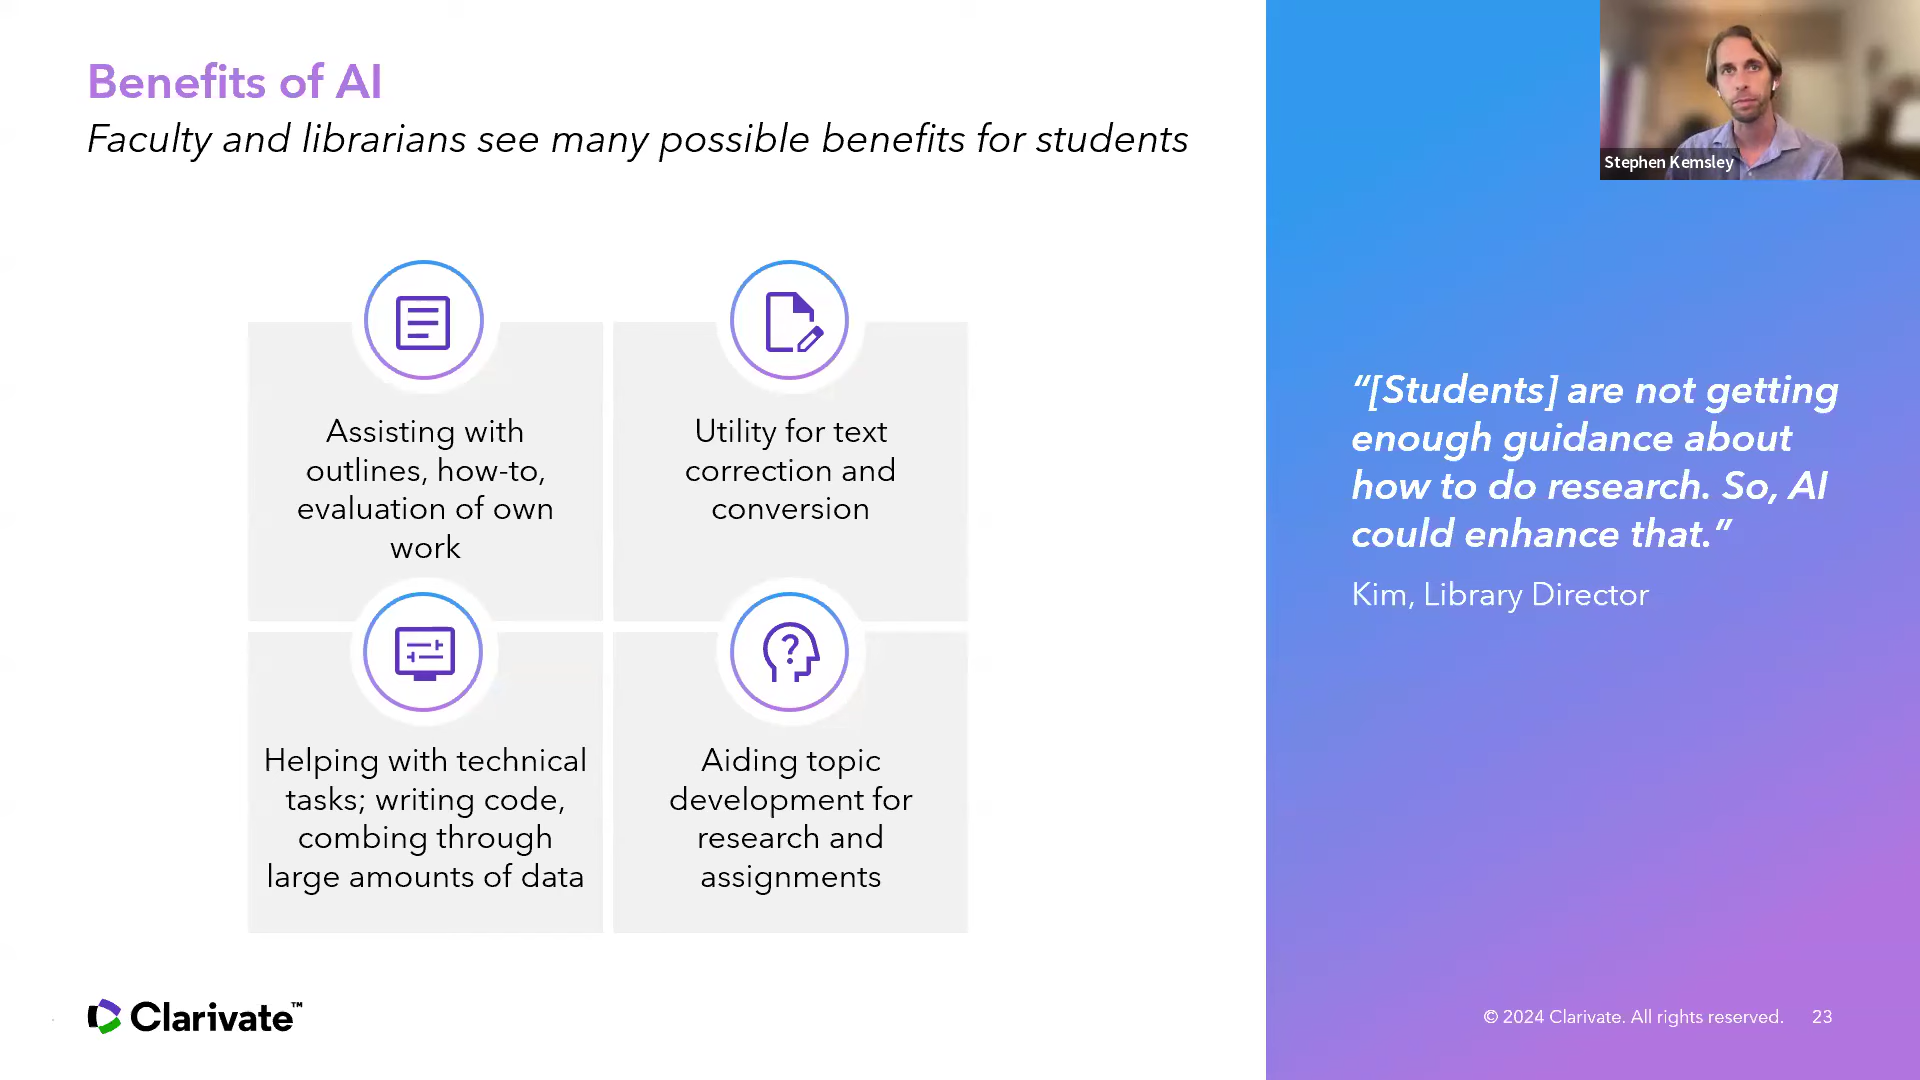 Benefits of AI
Faculty and librarians see many possible benefits for students
Stephen Kemsley
Assisting with
outlines, how-to,
evaluation of own
work
Utility for text
correction and
conversion
Helping with technical
tasks; writing code,
combing through
large amounts of data
?
Aiding topic
development for
research and
assignments
“[Students] are not getting
enough guidance about
how to do research. So, AI
could enhance that.”
Kim, Library Director
Clarivate™
© 2024 Clarivate. All rights reserved. 23